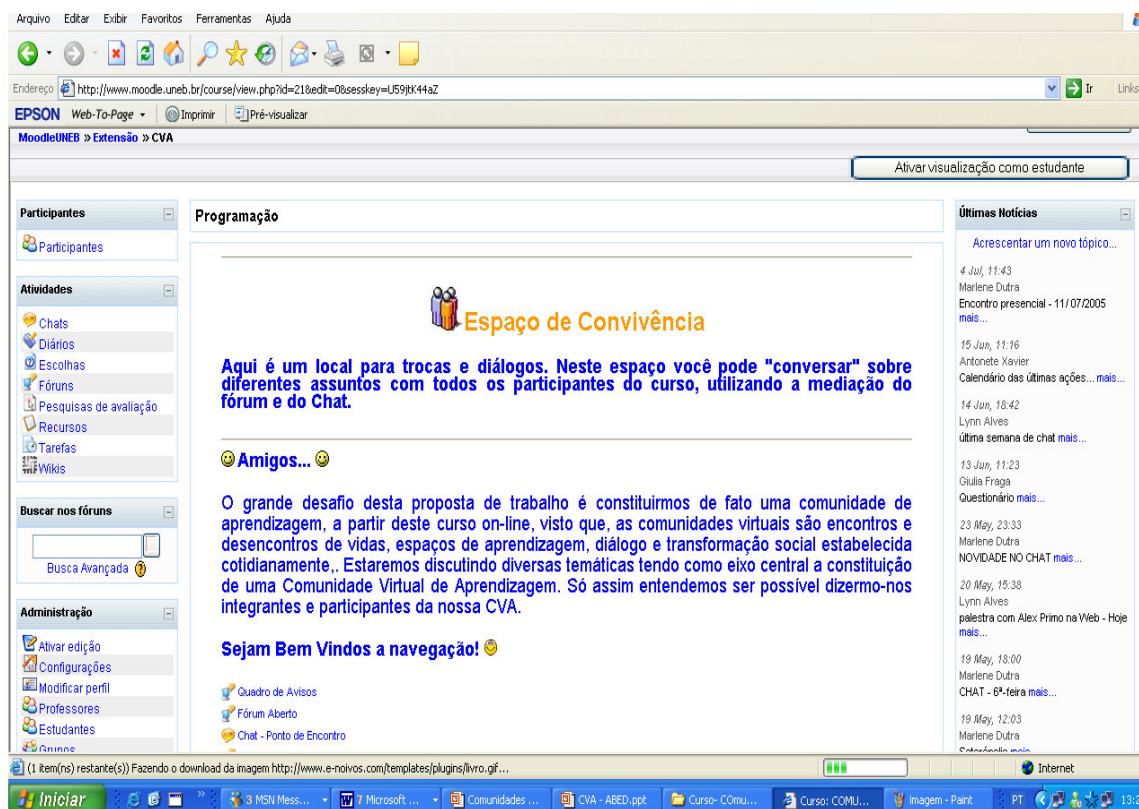 Arquivo Editar Exibir Favoritos Ferramentas Ajuda
Endereço http://www.moodle.uneb.br/course/view.php?id=21&edit=0&sesskey=U59jtK44aZ Ir Links
EPSON Web-To-Page Imprimir Pré-visualizar
MoodleUNEB » Extensão » CVA
Ativar visualização como estudante
Participantes
Participantes
Atividades
Chats
Diários
Escolhas
Fóruns
Pesquisas de avaliação
Recursos
Tarefas
Wikis
Buscar nos fóruns
Busca Avançada
Administração
Ativar edição
Configurações
Modificar perfil
Professores
Estudantes
Grupos
Programação
Espaço de Convivência
Aqui é um local para trocas e diálogos. Neste espaço você pode "conversar" sobre
diferentes assuntos com todos os participantes do curso, utilizando a mediação do
fórum e do Chat.
Amigos...
O grande desafio desta proposta de trabalho é constituirmos de fato uma comunidade de
aprendizagem, a partir deste curso on-line, visto que, as comunidades virtuais são encontros e
desencontros de vidas, espaços de aprendizagem, diálogo e transformação social estabelecida
cotidianamente,. Estaremos discutindo diversas temáticas tendo como eixo central a constituição
de uma Comunidade Virtual de Aprendizagem. Só assim entendemos ser possível dizermo-nos
integrantes e participantes da nossa CVA.
Sejam Bem Vindos a navegação!
Quadro de Avisos
Fórum Aberto
Chat - Ponto de Encontro
Últimas Notícias
Acrescentar um novo tópico...
4 Jul, 11:43
Marlene Dutra
Encontro presencial - 11/07/2005
mais...
15 Jun, 11:16
Antonete Xavier
Calendário das últimas ações... mais...
14 Jun, 18:42
Lynn Alves
última semana de chat mais...
13 Jun, 11:23
Giulia Fraga
Questionário mais...
23 May, 23:33
Marlene Dutra
NOVIDADE NO CHAT mais...
20 May, 15:38
Lynn Alves
palestra com Alex Primo na Web - Hoje
mais...
19 May, 18:00
Marlene Dutra
CHAT - 6ª-feira mais...
19 May, 12:03
Marlene Dutra
(1 item(ns) restante(s)) Fazendo o download da imagem http://www.e-noivos.com/templates/plugins/livro.gif... Internet
Iniciar 3 MSN Mess... 7 Microsoft ... Comunidades ... CVA - ABED.ppt Curso- COmu... Curso: COMU... imagem - Paint PT